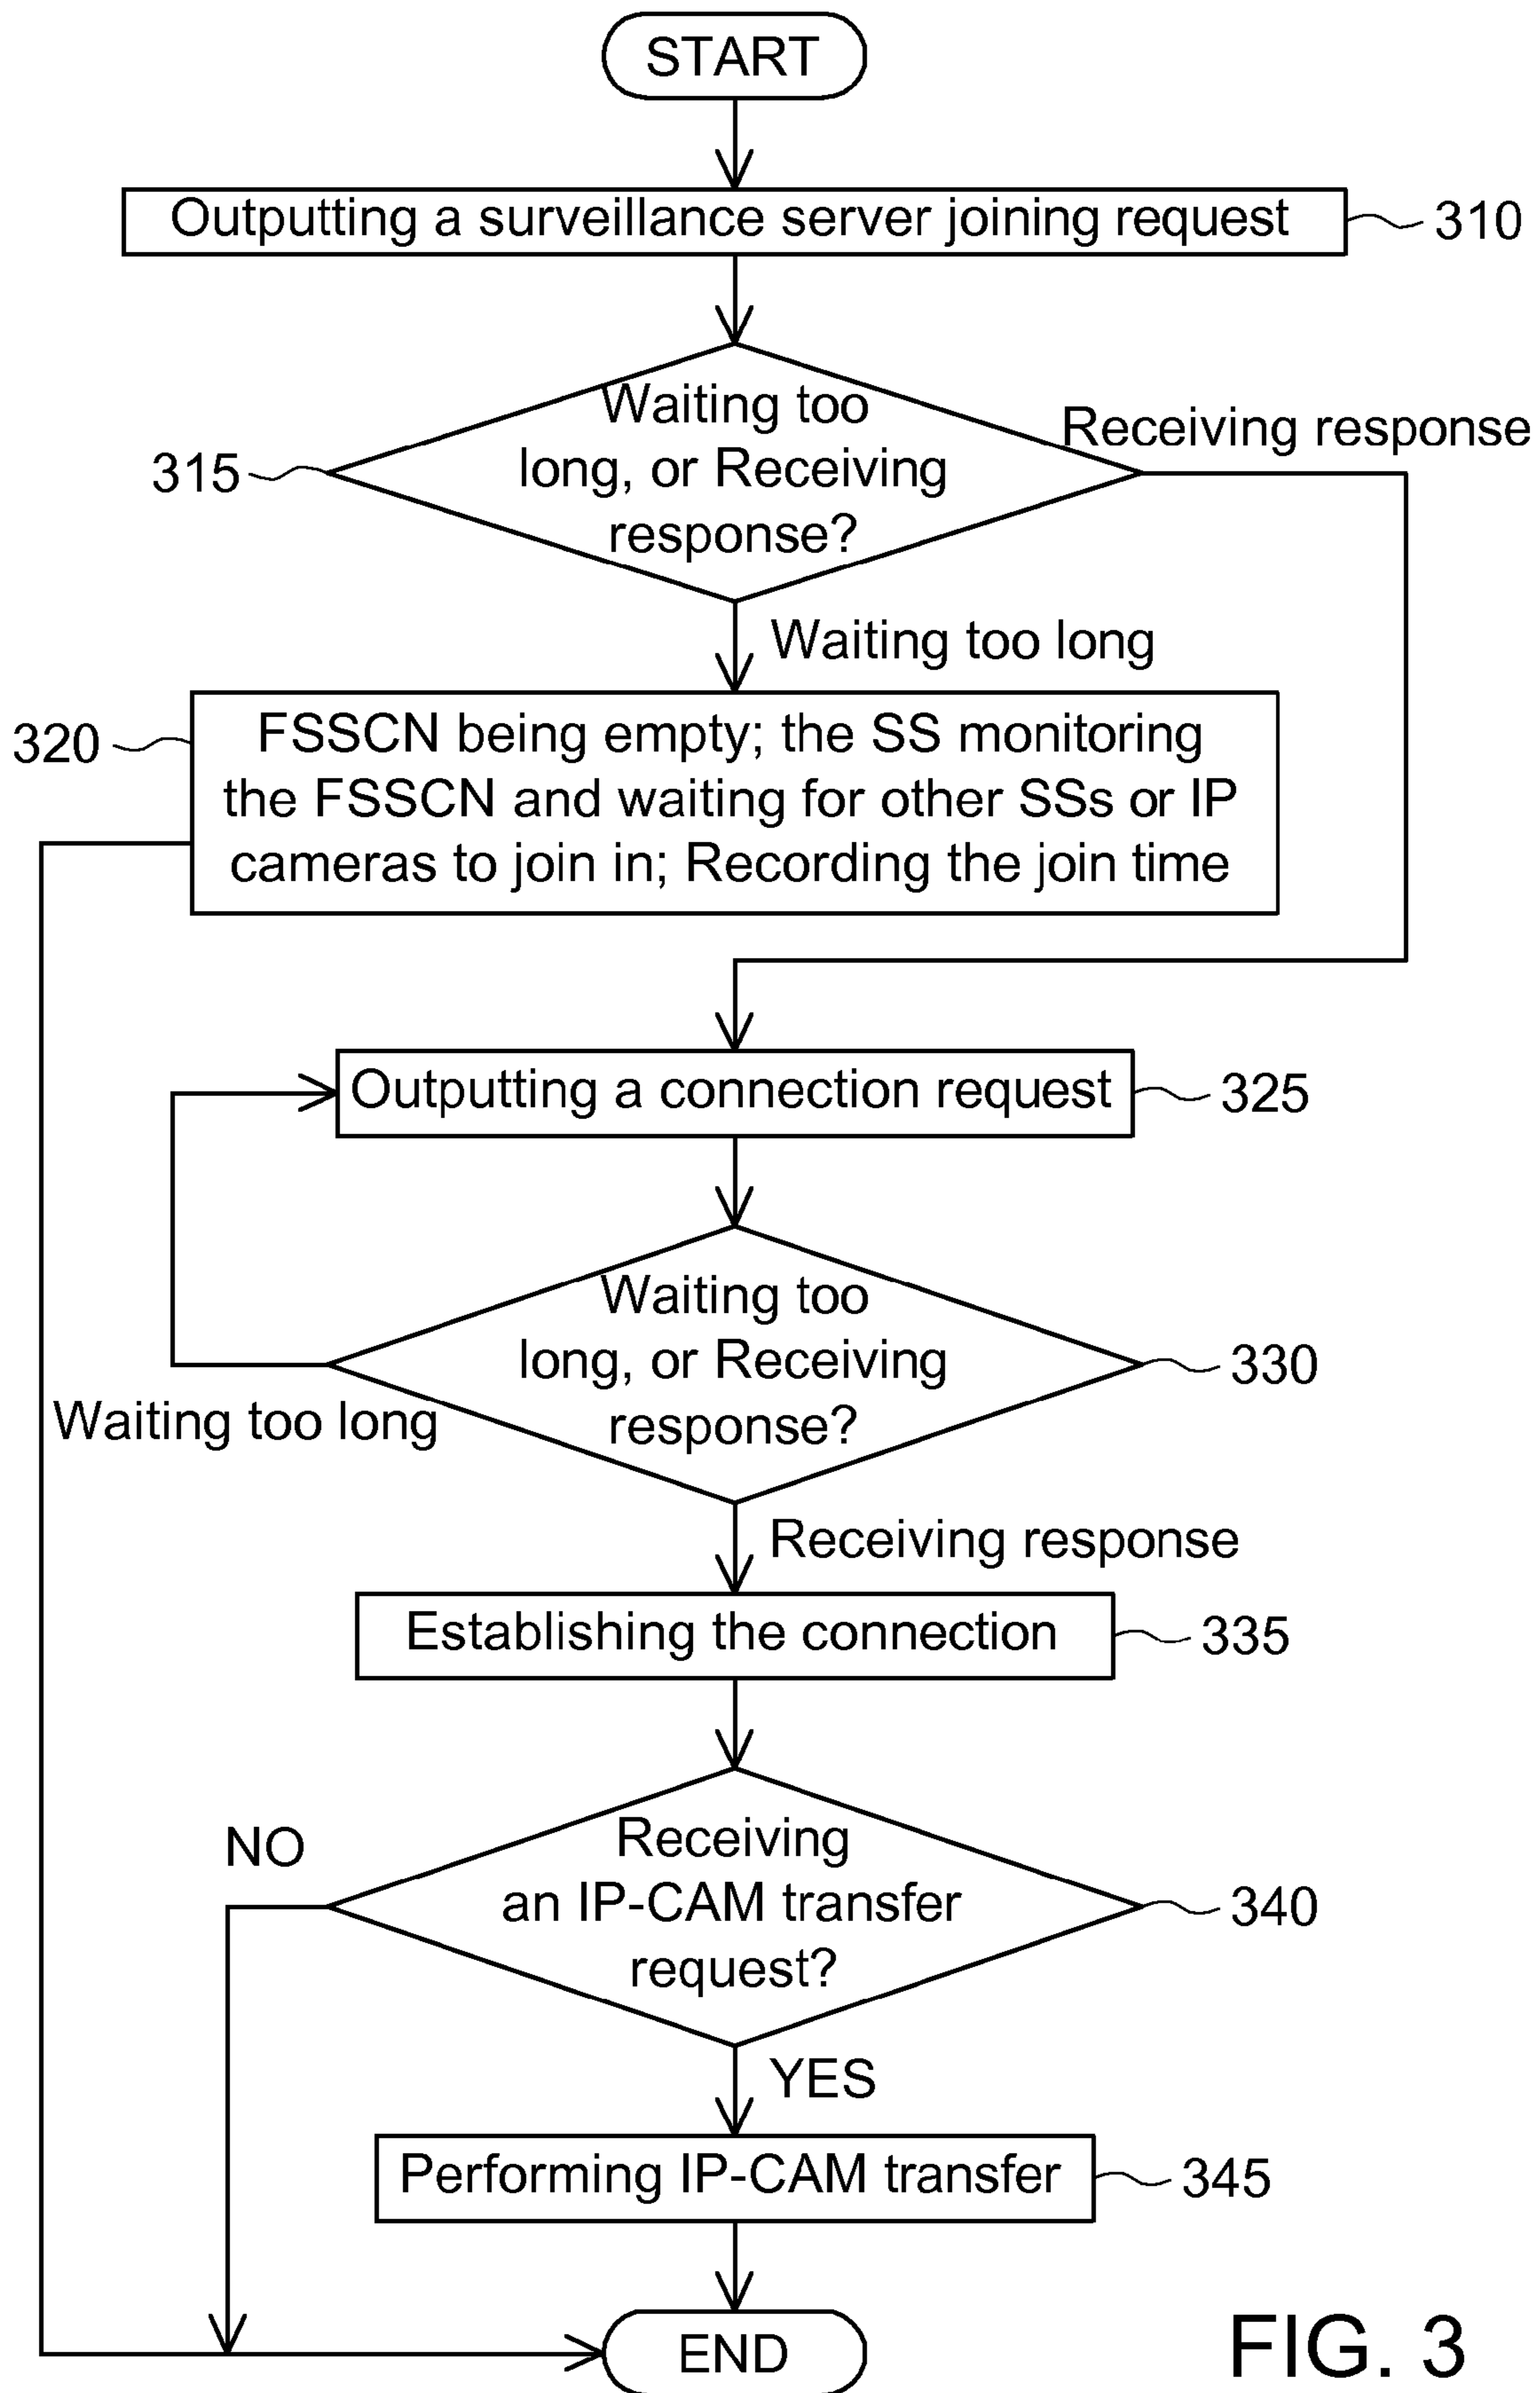 START
Outputting a surveillance server joining request
310
Waiting too
long, or Receiving
response?
315
Receiving response
Waiting too long
320
FSSCN being empty; the SS monitoring
the FSSCN and waiting for other SSs or IP
cameras to join in; Recording the join time
Outputting a connection request
325
Waiting too
long, or Receiving
response?
330
Waiting too long
Receiving response
Establishing the connection
335
Receiving
an IP-CAM transfer
request?
340
NO
YES
Performing IP-CAM transfer
345
END
FIG. 3